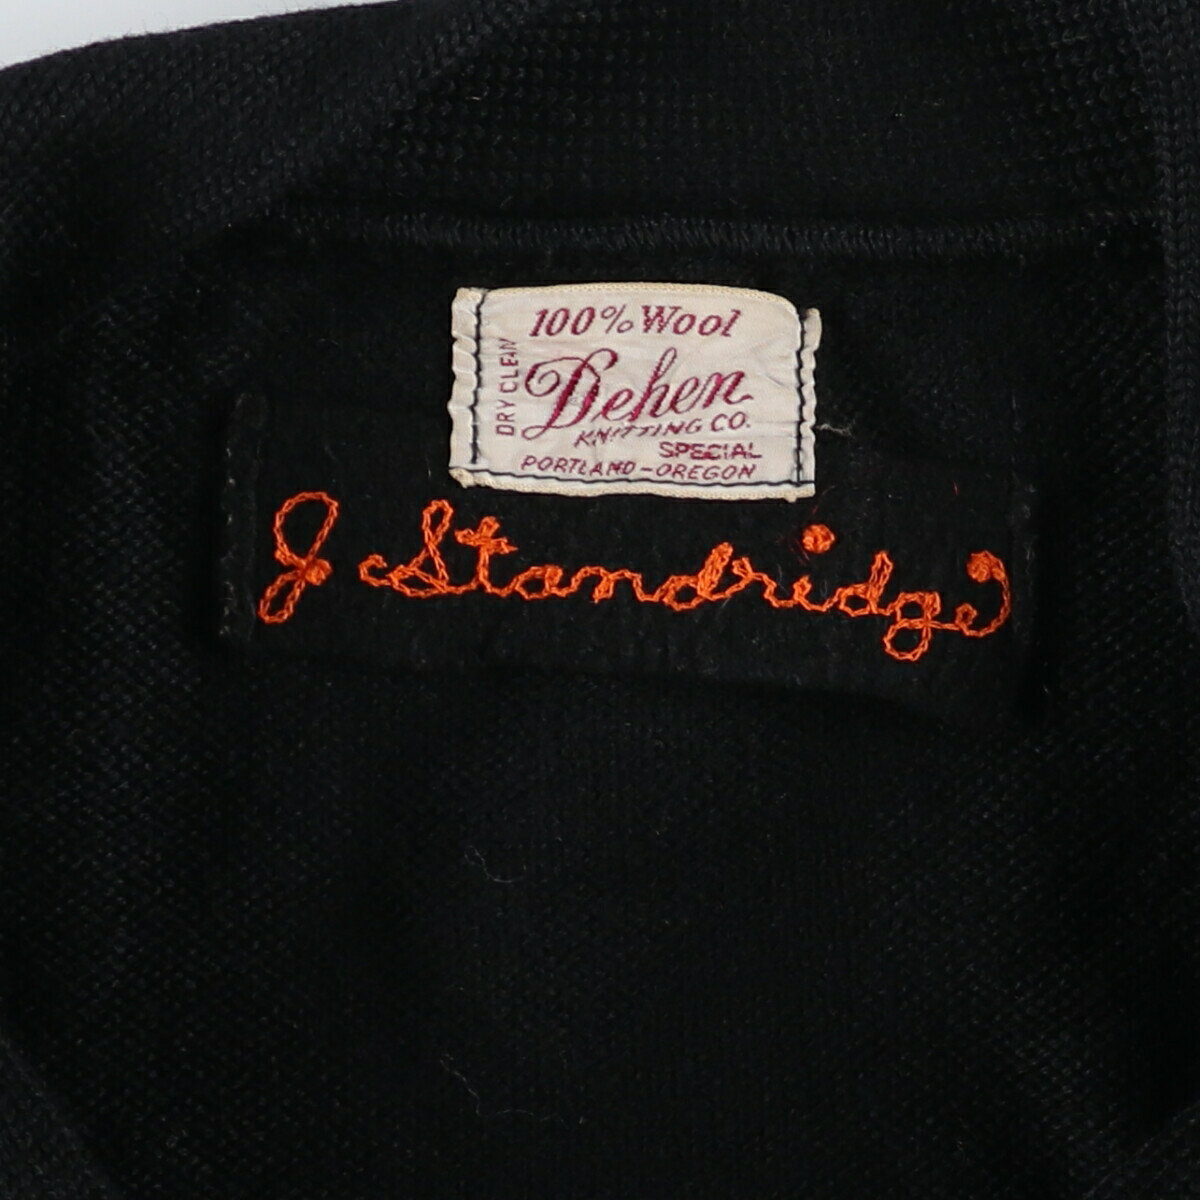 100% Wool
DRY CLEAN
Dehen
KNITTING CO.
SPECIAL
PORTLAND-OREGON
J Standridge